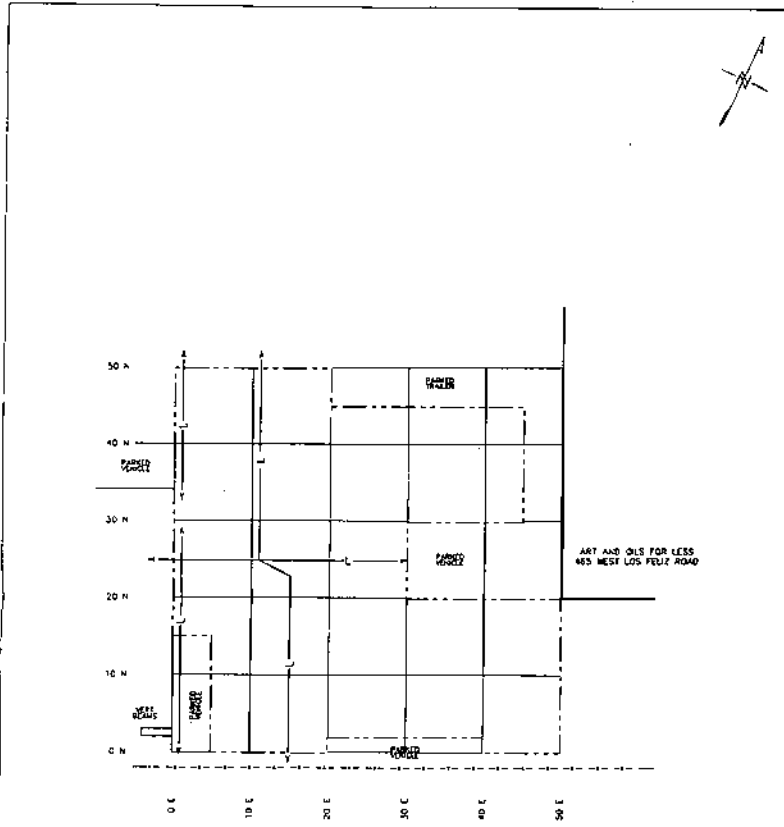 N
50 N
PARKED
TRAILER
40 N
PARKED
VEHICLE
L
L
30 N
PARKED
VEHICLE
L
ART AND OILS FOR LESS
465 WEST LOS FELIZ ROAD
20 N
L
L
10 N
PARKED
VEHICLE
BEAMS
0 N
PARKED
VEHICLE
0 E
10 E
20 E
30 E
40 E
50 E